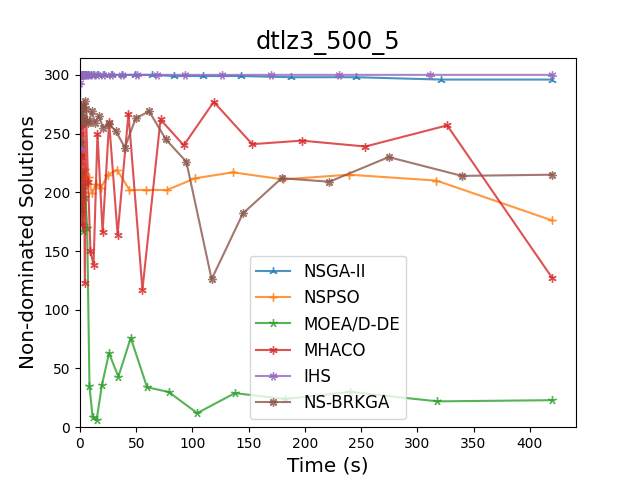 dtlz3_500_5
Non-dominated Solutions
300
250
200
150
100
50
0
NSGA-II
NSPSO
MOEA/D-DE
MHACO
IHS
NS-BRKGA
0 50 100 150 200 250 300 350 400
Time (s)